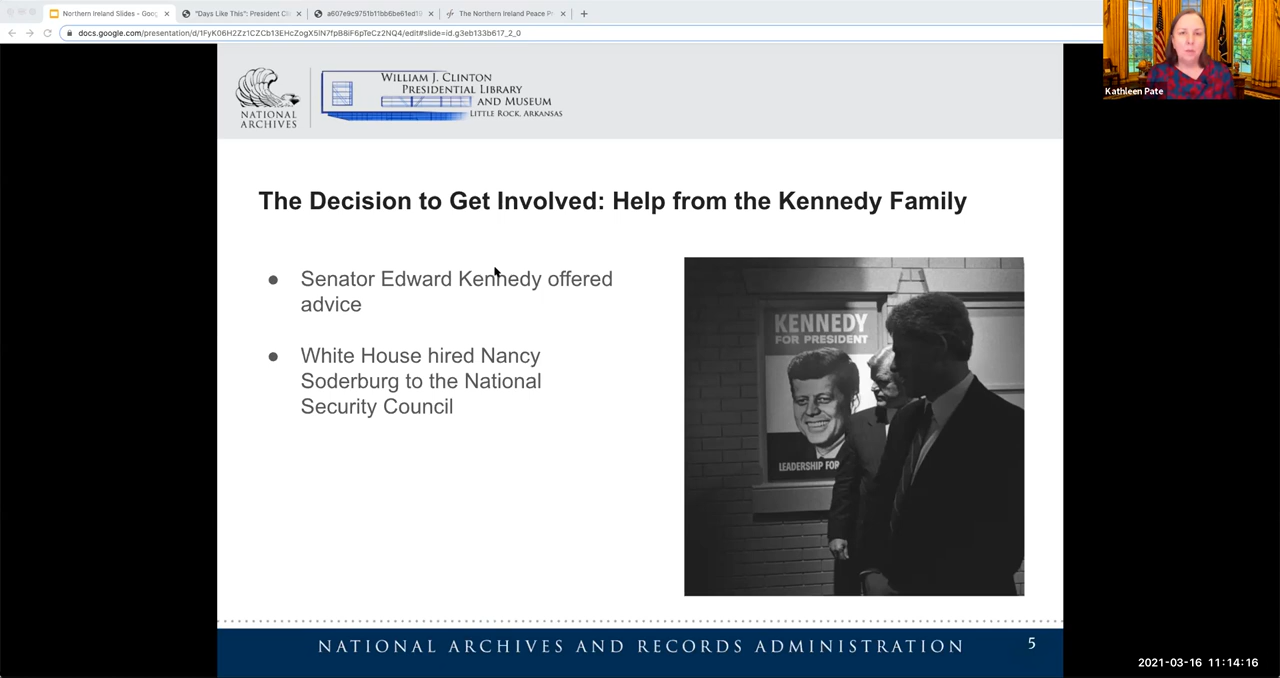 Northern Ireland Slides - Goog
"Days Like This": President Cli
a607e9c9751b11bb6be61ed19
The Northern Ireland Peace P
docs.google.com/presentation/d/1FyK06H2Zz1CZCb13EHcZogX5lN7fpB8iF6pTeCz2NQ4/edit#slide=id.g3eb133b617_2_0
Kathleen Pate
NATIONAL
ARCHIVES
WILLIAM J. CLINTON
PRESIDENTIAL LIBRARY
AND MUSEUM
LITTLE ROCK, ARKANSAS
The Decision to Get Involved: Help from the Kennedy Family
● Senator Edward Kennedy offered
advice
● White House hired Nancy
Soderburg to the National
Security Council
KENNEDY
FOR PRESIDENT
LEADERSHIP FOR
NATIONAL ARCHIVES AND RECORDS ADMINISTRATION
5
2021-03-16 11:14:16